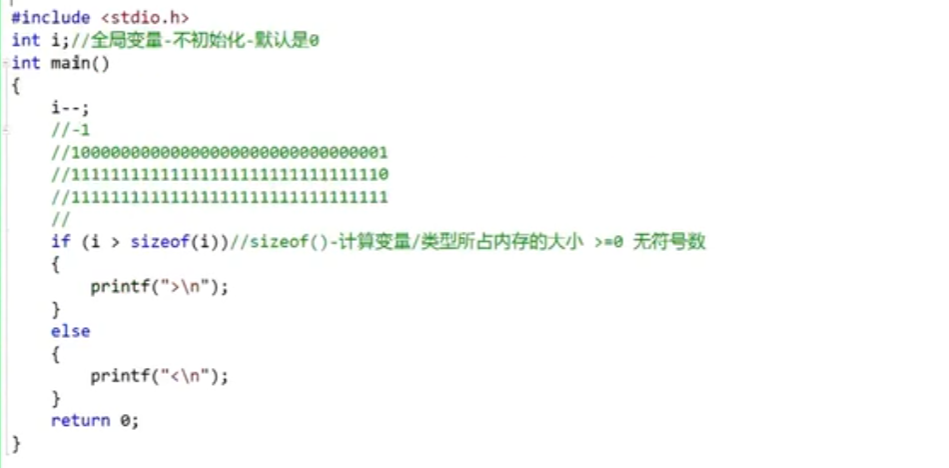 #include <stdio.h>
int i;//全局变量-不初始化-默认是0
int main()
{
    i--;
    //-1
    //10000000000000000000000000000001
    //11111111111111111111111111111110
    //11111111111111111111111111111111
    //
    if (i > sizeof(i))//sizeof()-计算变量/类型所占内存的大小 >=0 无符号数
    {
        printf(">\n");
    }
    else
    {
        printf("<\n");
    }
    return 0;
}